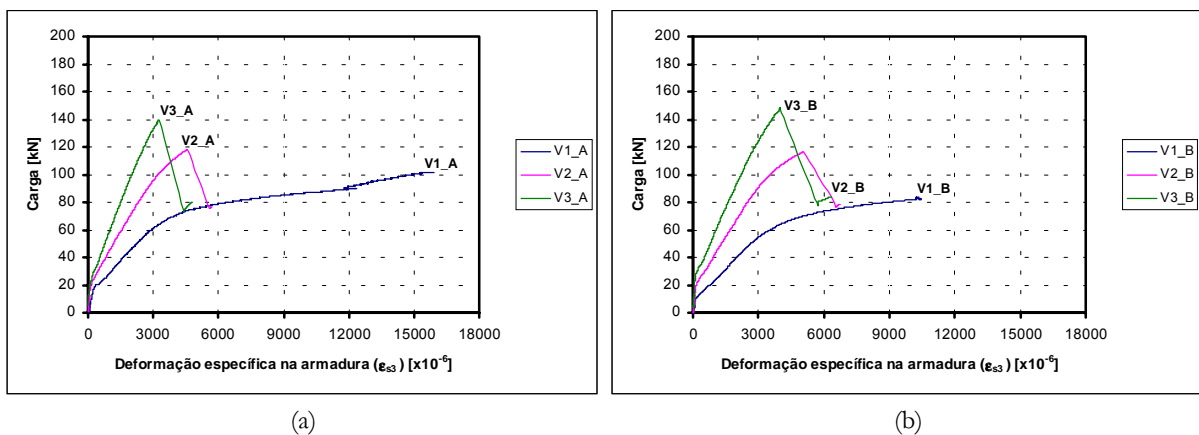 200
180
160
140
120
100
80
60
40
20
0
Carga [kN]
V3_A
V2_A
V1_A
0 3000 6000 9000 12000 15000 18000
Deformação específica na armadura (εs3) [x10⁻⁶]
V1_A
V2_A
V3_A
(a)
200
180
160
140
120
100
80
60
40
20
0
Carga [kN]
V3_B
V2_B
V1_B
0 3000 6000 9000 12000 15000 18000
Deformação específica na armadura (εs3) [x10⁻⁶]
V1_B
V2_B
V3_B
(b)